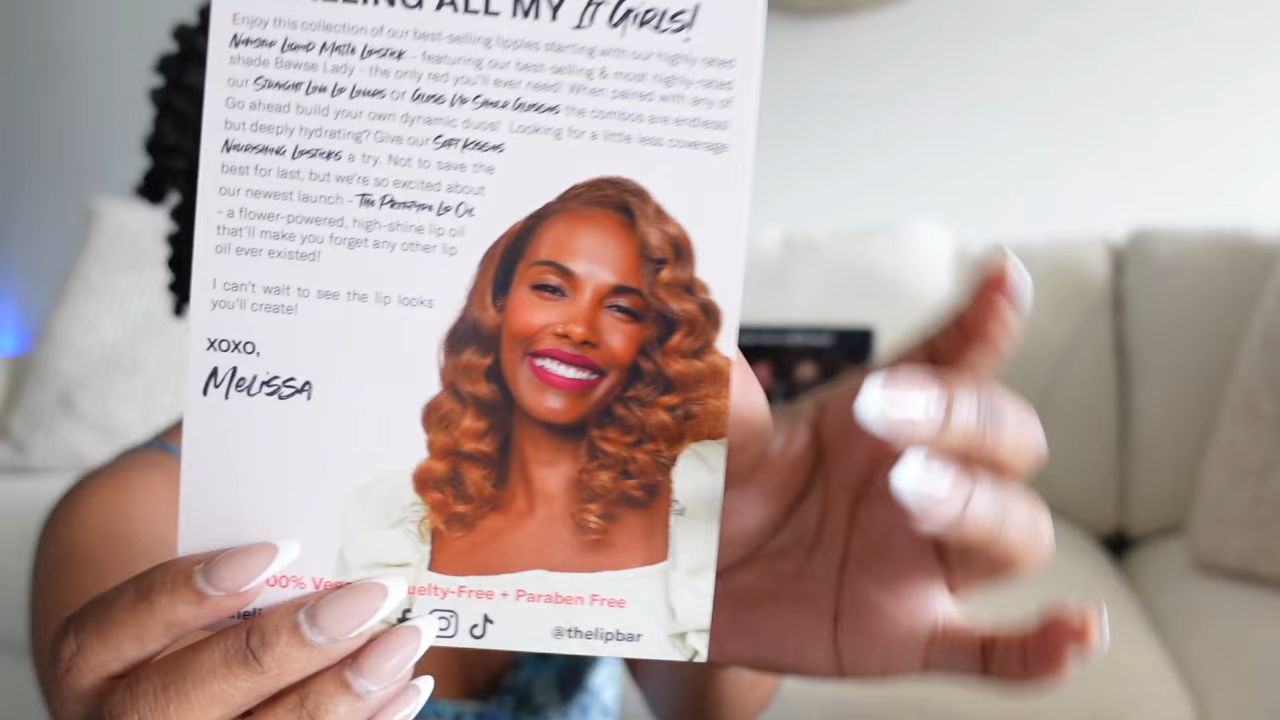 ALL MY It Girls!
Enjoy this collection of our best-selling lippies starting with our highly rated
Nonstop Liquid Matte Lipstick - featuring our best-selling & most highly-rated
shade Bawse Lady - the only red you'll ever need! When paired with any of
our Straight Line Lip Liners or Gloss Up Sheer Glosses the combos are endless!
Go ahead build your own dynamic duos! Looking for a little less coverage
but deeply hydrating? Give our Soft Kisses
Nourishing Lipsticks a try. Not to save the
best for last, but we're so excited about
our newest launch - The Prototype Lip Oil
- a flower-powered, high-shine lip oil
that'll make you forget any other lip
oil ever existed!
I can't wait to see the lip looks
you'll create!
XOXO,
Melissa
Free + Paraben Free
@thelipbar